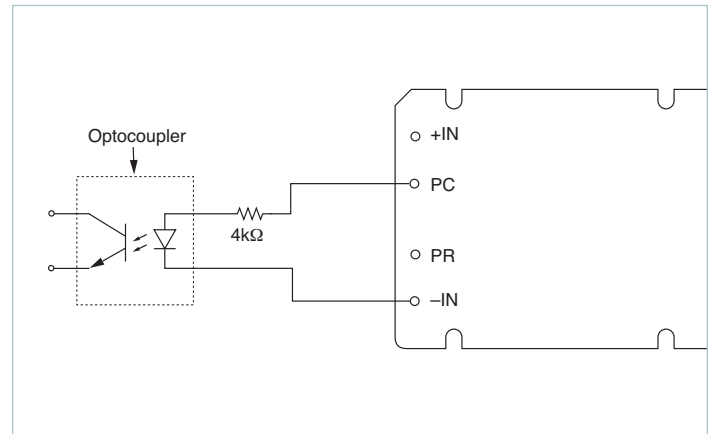 Optocoupler
4kΩ
+IN
PC
PR
–IN